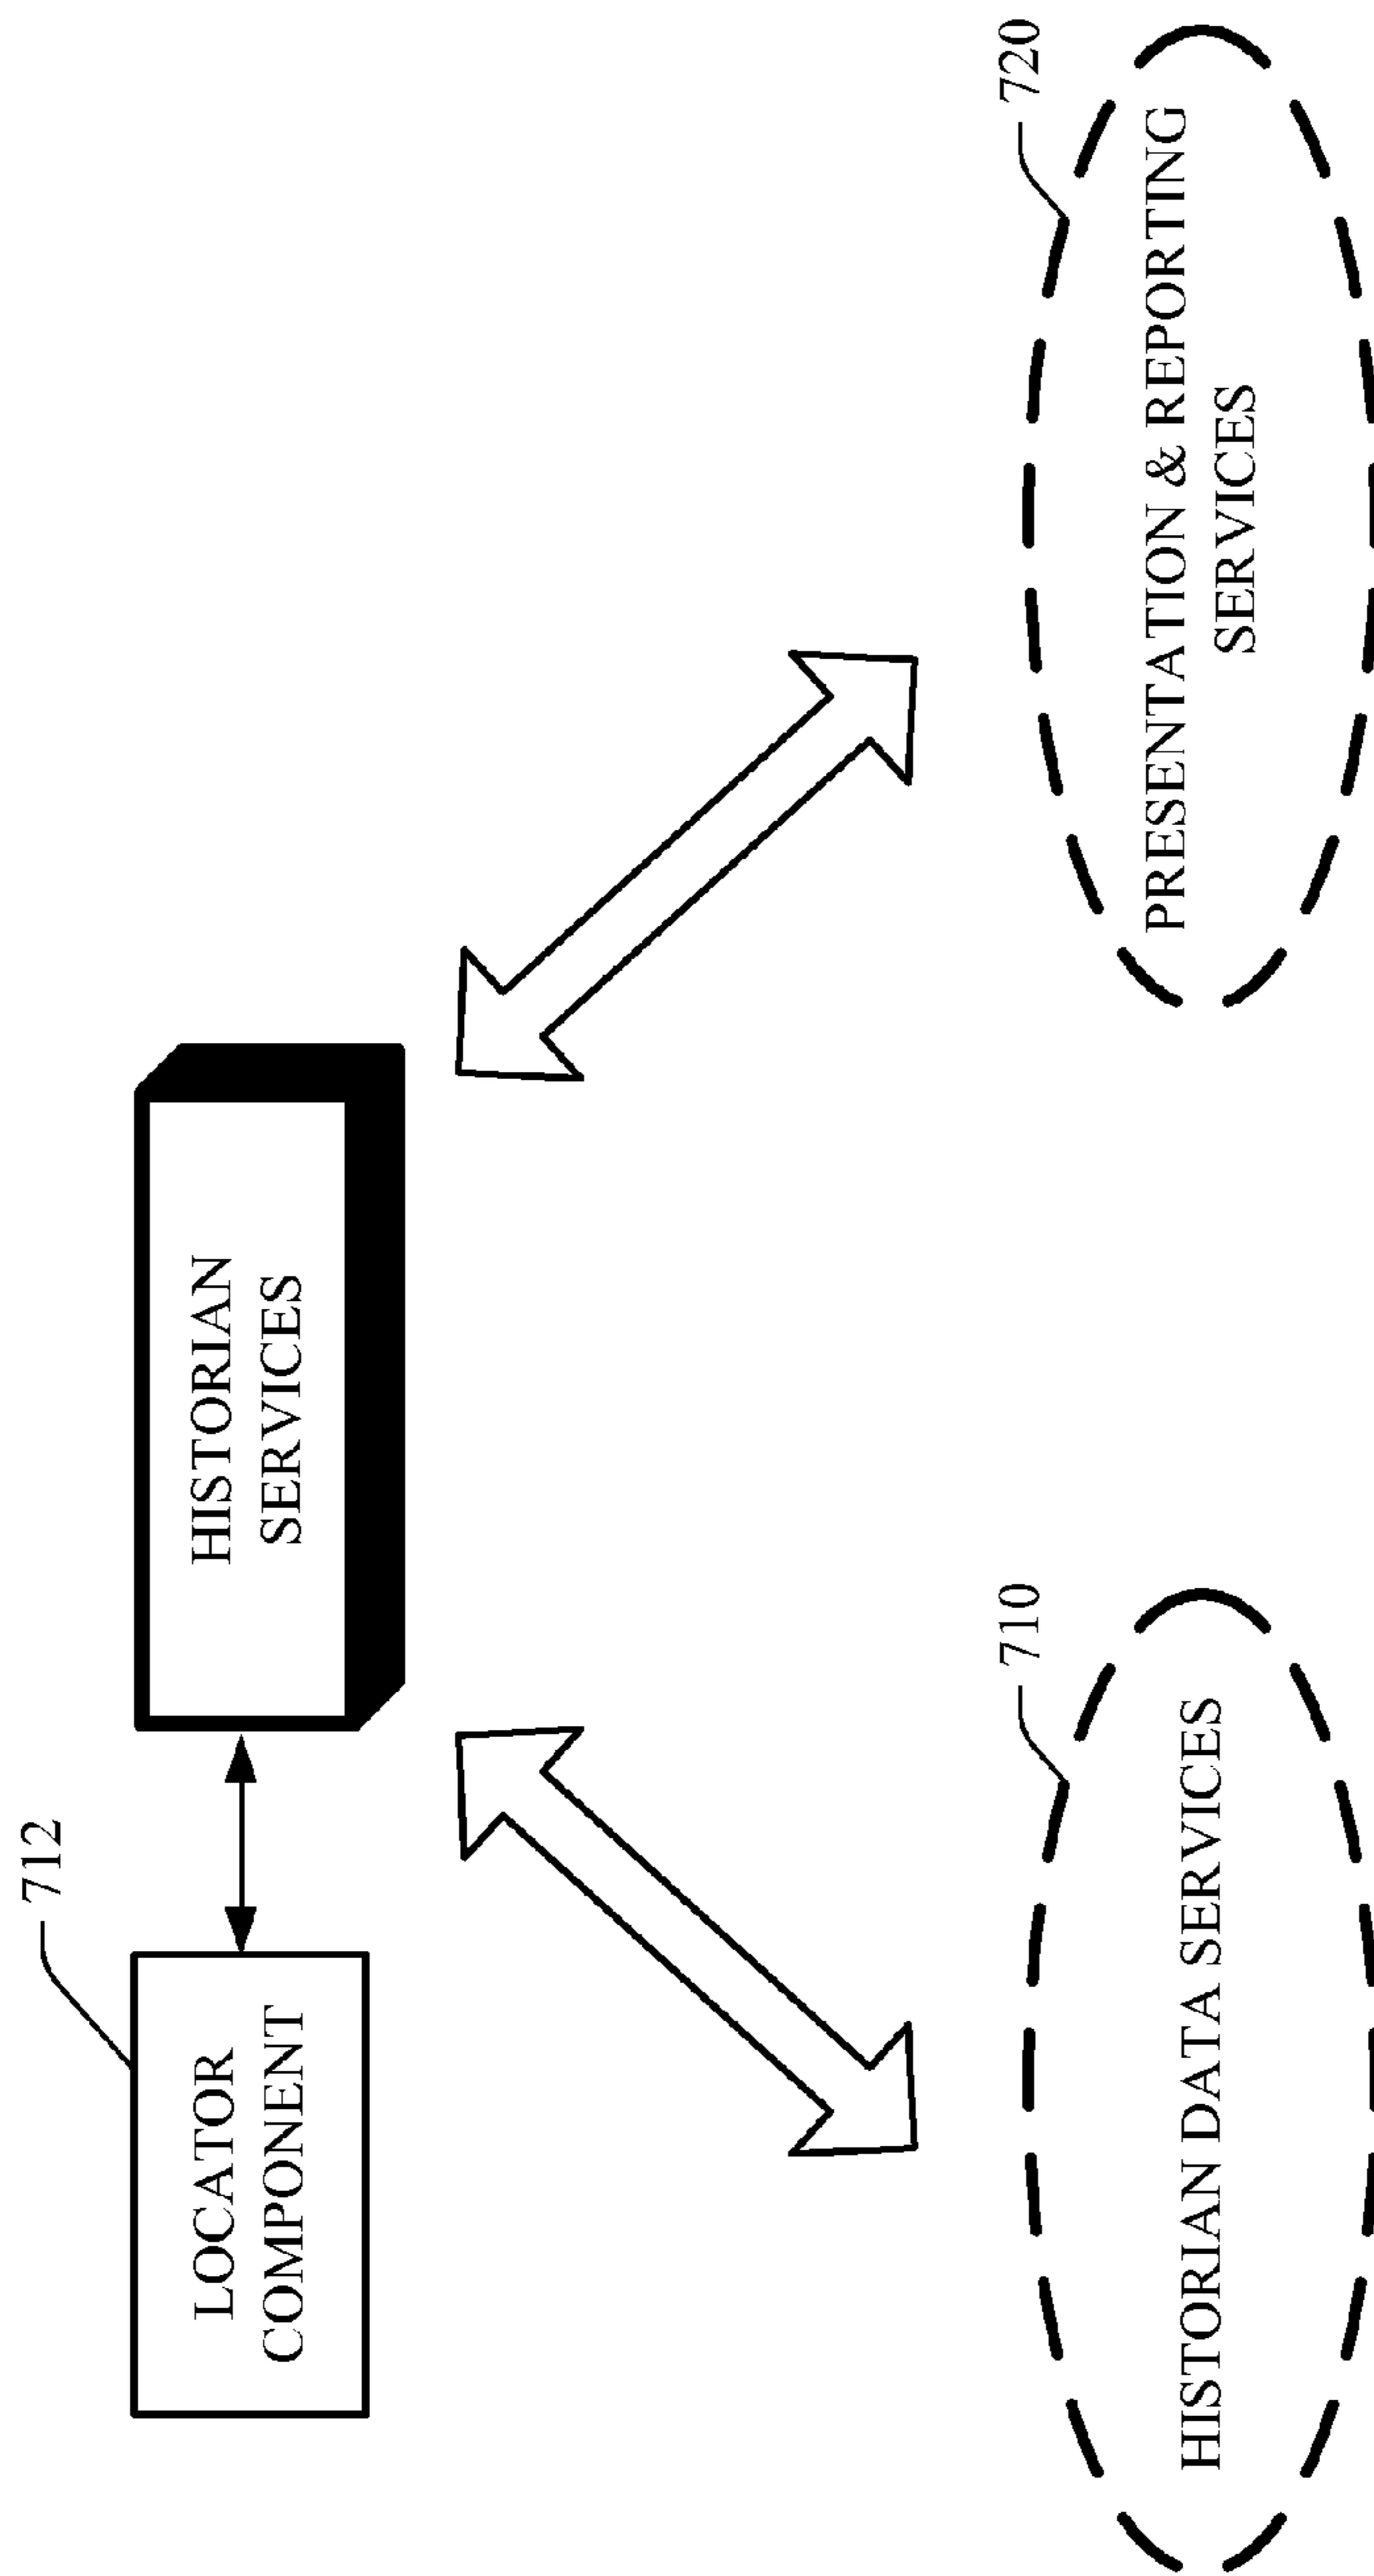 712
LOCATOR
COMPONENT
HISTORIAN
SERVICES
710
HISTORIAN DATA SERVICES
720
PRESENTATION & REPORTING
SERVICES